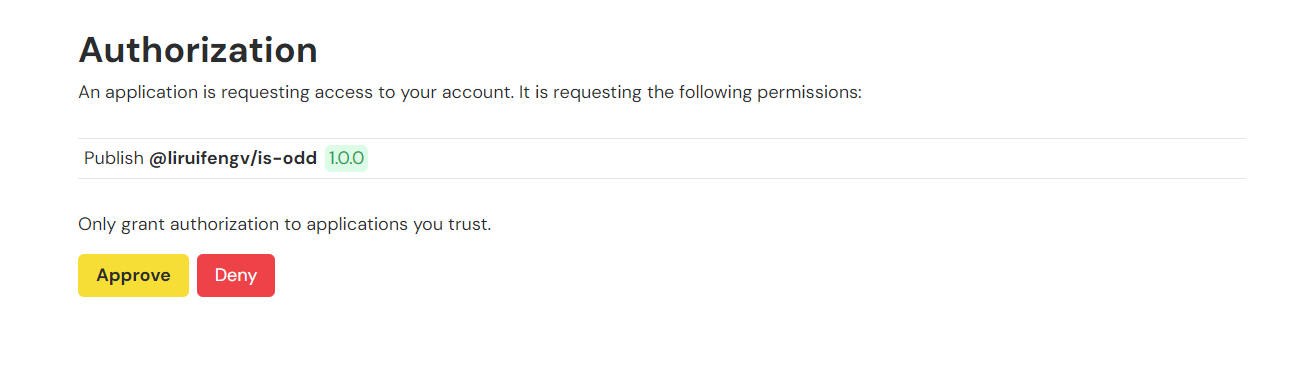 Authorization
An application is requesting access to your account. It is requesting the following permissions:
Publish @liruifengv/is-odd 1.0.0
Only grant authorization to applications you trust.
Approve Deny